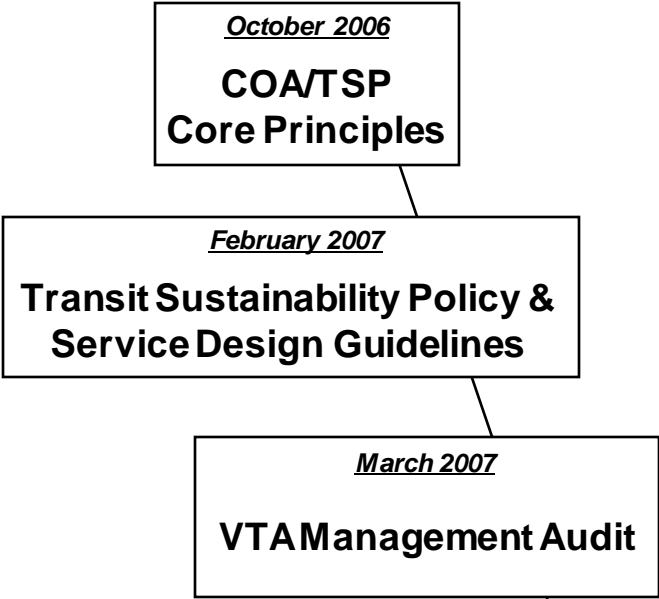 October 2006
COA/TSP
Core Principles
February 2007
Transit Sustainability Policy &
Service Design Guidelines
March 2007
VTA Management Audit